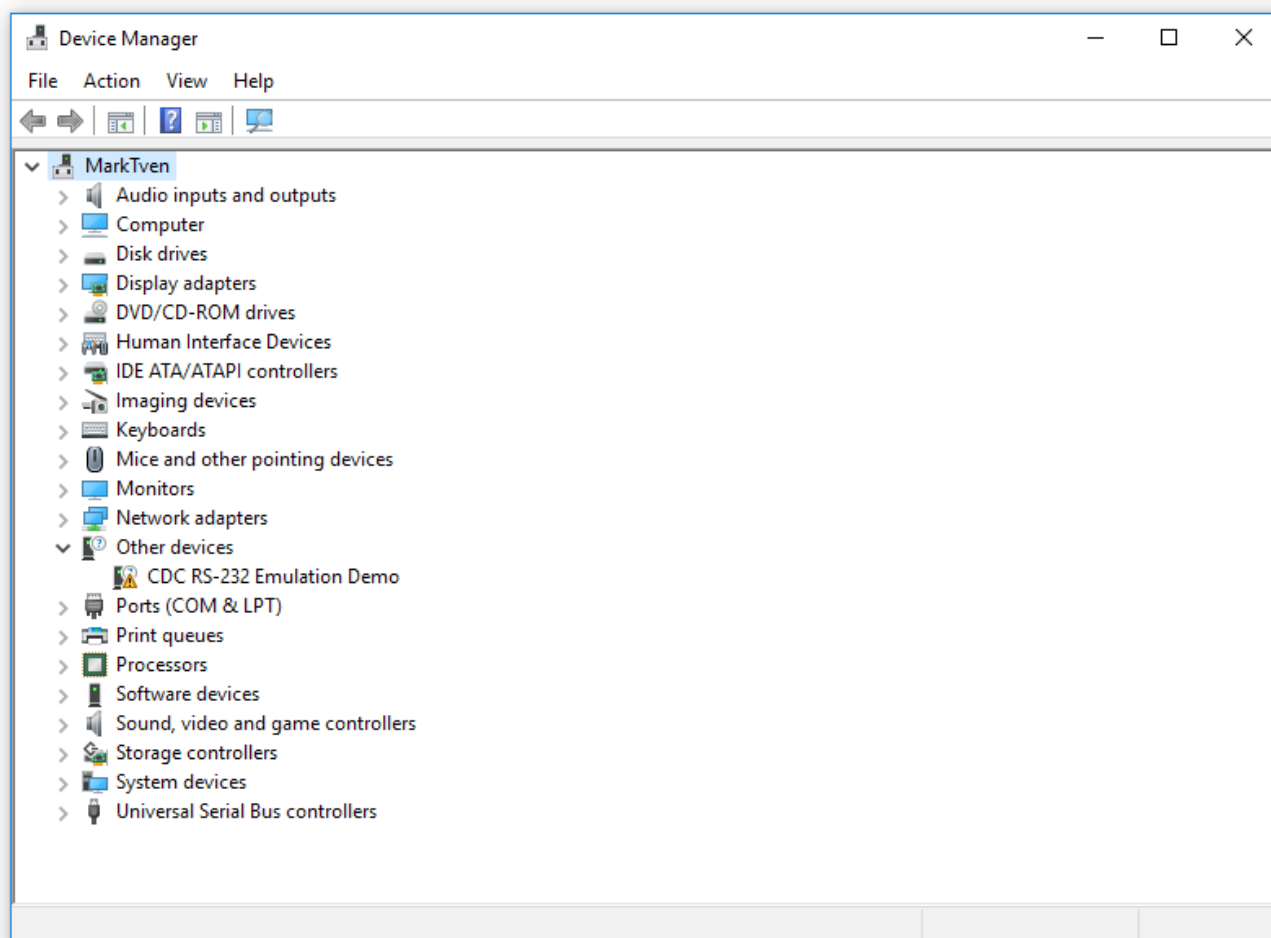 Device Manager
File Action View Help
MarkTven
Audio inputs and outputs
Computer
Disk drives
Display adapters
DVD/CD-ROM drives
Human Interface Devices
IDE ATA/ATAPI controllers
Imaging devices
Keyboards
Mice and other pointing devices
Monitors
Network adapters
Other devices
CDC RS-232 Emulation Demo
Ports (COM & LPT)
Print queues
Processors
Software devices
Sound, video and game controllers
Storage controllers
System devices
Universal Serial Bus controllers